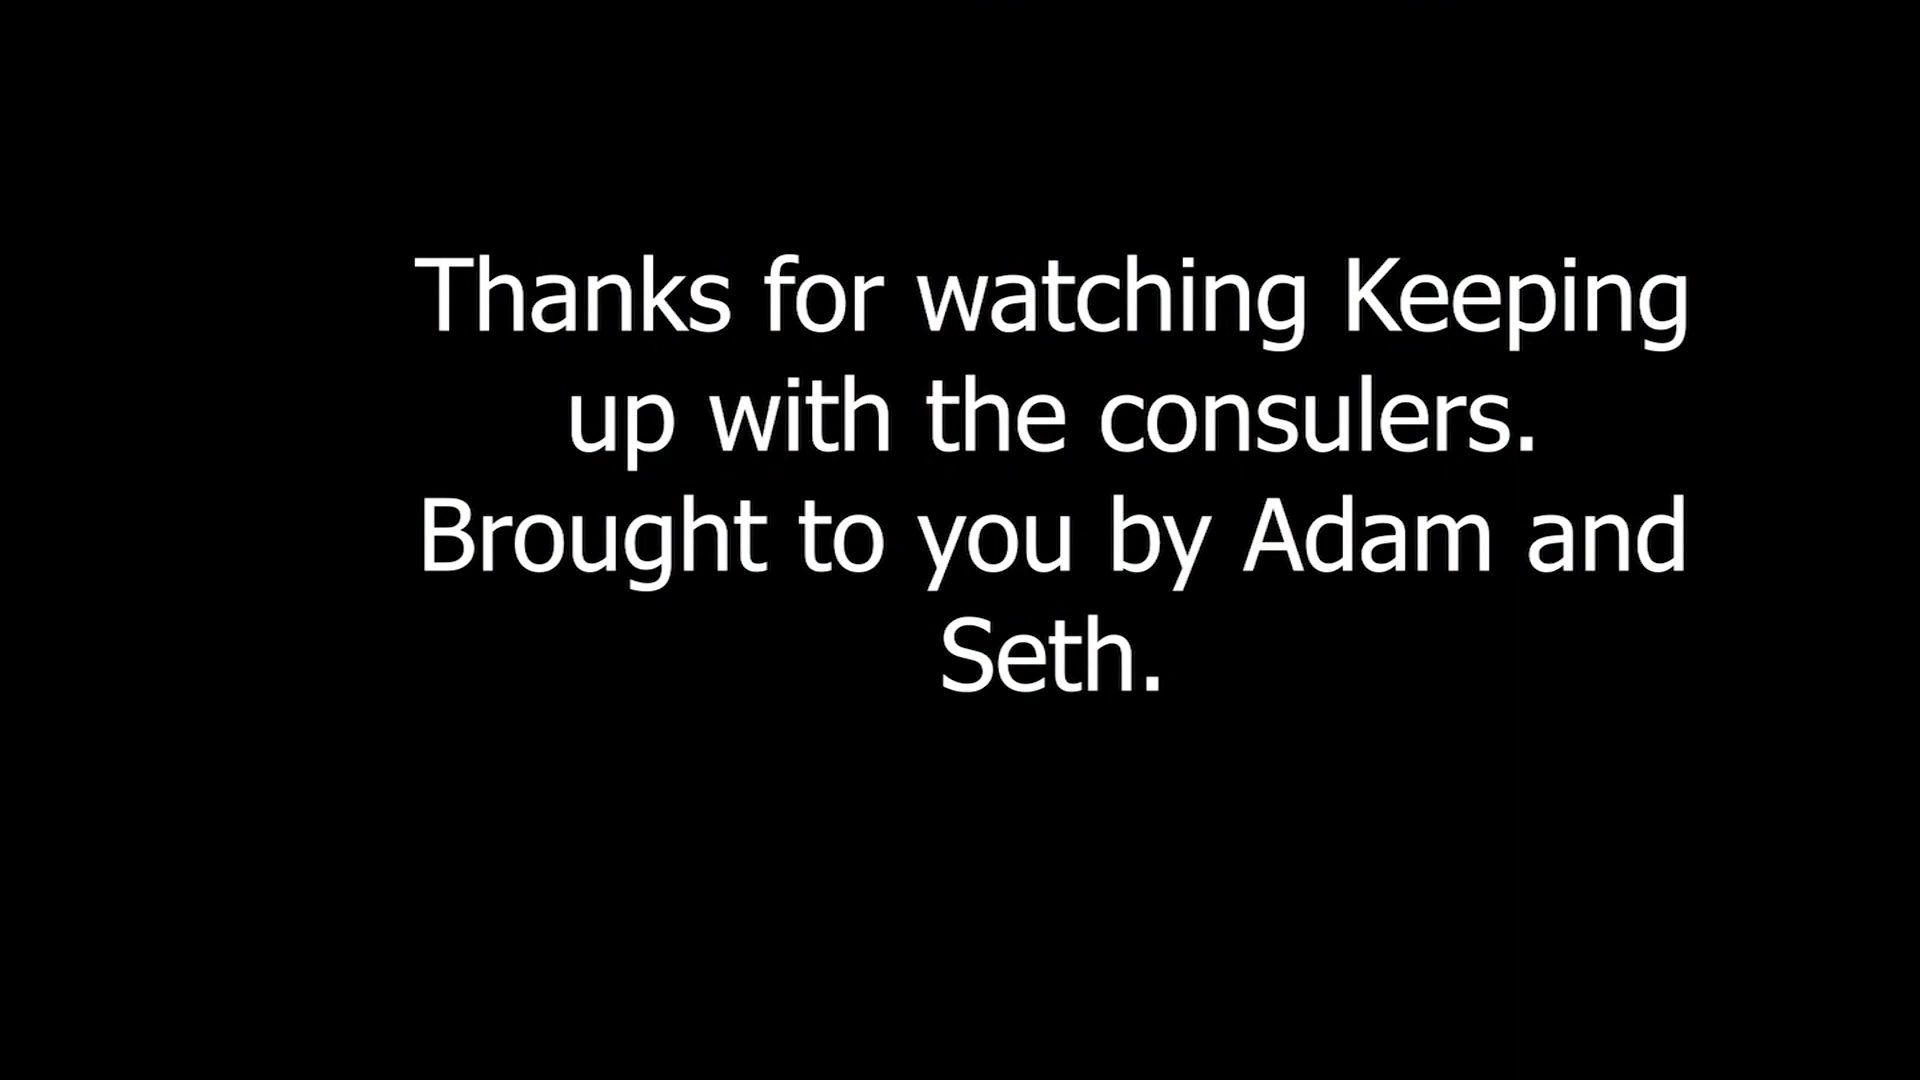 Thanks for watching Keeping
up with the consulers.
Brought to you by Adam and
Seth.